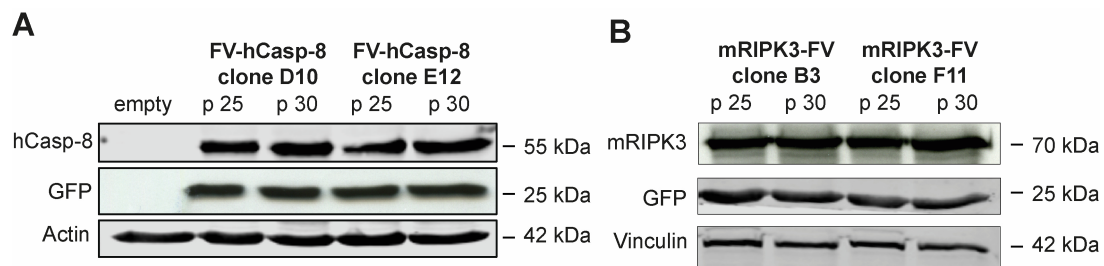 A
FV-hCasp-8 FV-hCasp-8
clone D10 clone E12
empty p 25 p 30 p 25 p 30
hCasp-8 – 55 kDa
GFP – 25 kDa
Actin – 42 kDa
B
mRIPK3-FV mRIPK3-FV
clone B3 clone F11
p 25 p 30 p 25 p 30
mRIPK3 – 70 kDa
GFP – 25 kDa
Vinculin – 42 kDa